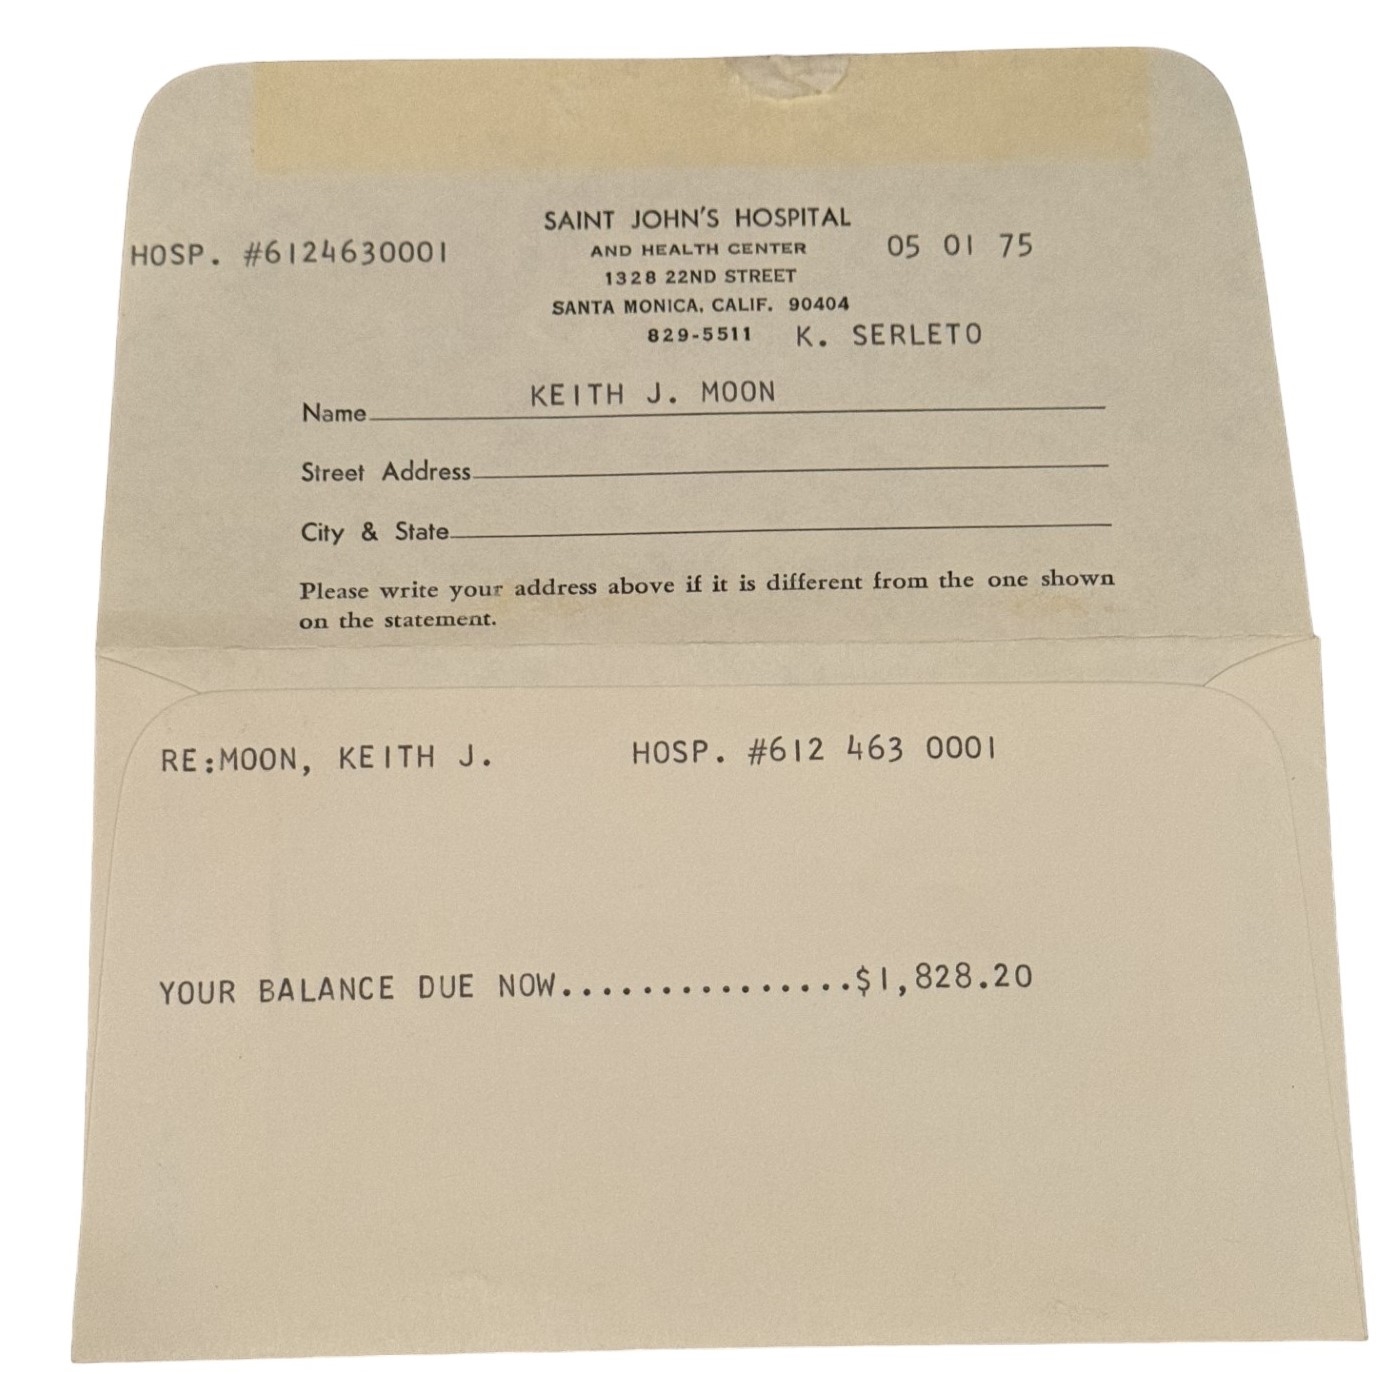 SAINT JOHN'S HOSPITAL
HOSP. #6124630001 AND HEALTH CENTER 05 01 75
1328 22ND STREET
SANTA MONICA, CALIF. 90404
829-5511 K. SERLETO
Name KEITH J. MOON
Street Address
City & State
Please write your address above if it is different from the one shown
on the statement.
RE:MOON, KEITH J. HOSP. #612 463 0001
YOUR BALANCE DUE NOW...............$1,828.20